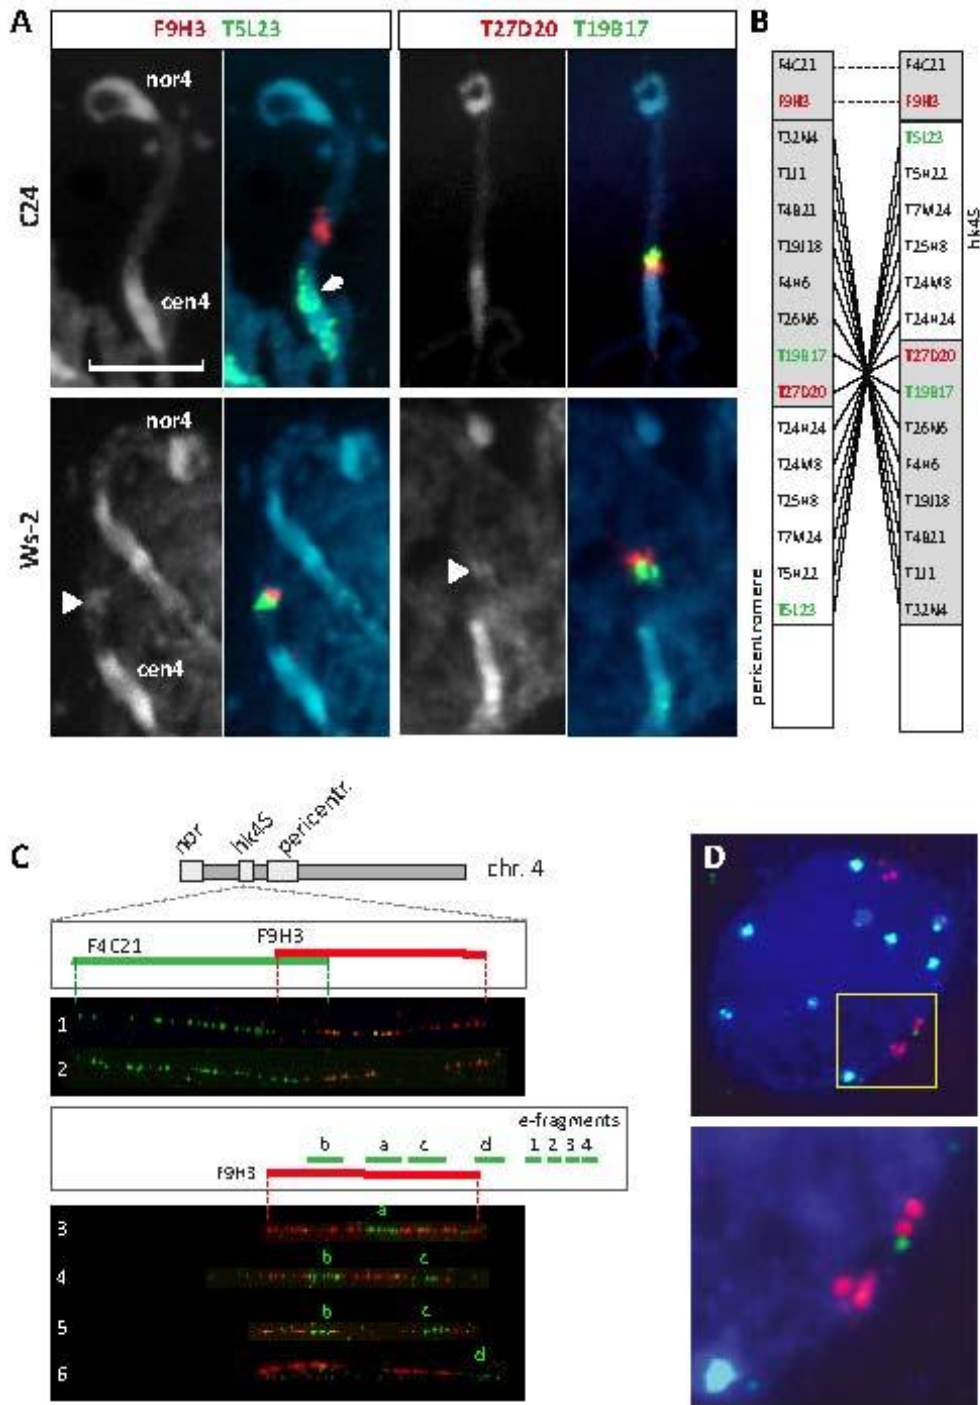 A
F9H3 T5L23
T27D20 T19B17
B
C24
nor4
cen4
Ws-2
nor4
cen4
F4C21 F4C21
F9H3 F9H3
T32N4 T5L23
T1J1 T5H22
T4B21 T7M24
T19J18 T25H8
F4H6 T24M8
T26N6 T24H24
T19B17 T27D20
T27D20 T19B17
T24H24 T26N6
T24M8 F4H6
T25H8 T19J18
T7M24 T4B21
T5H22 T1J1
T5L23 T32N4
hk4S
pericentromere
C
nor hk4S pericentr.
chr. 4
F4C21 F9H3
1
2
e-fragments
b a c d 1 2 3 4
F9H3
3 a
4 b c
5 b c
6 d
D